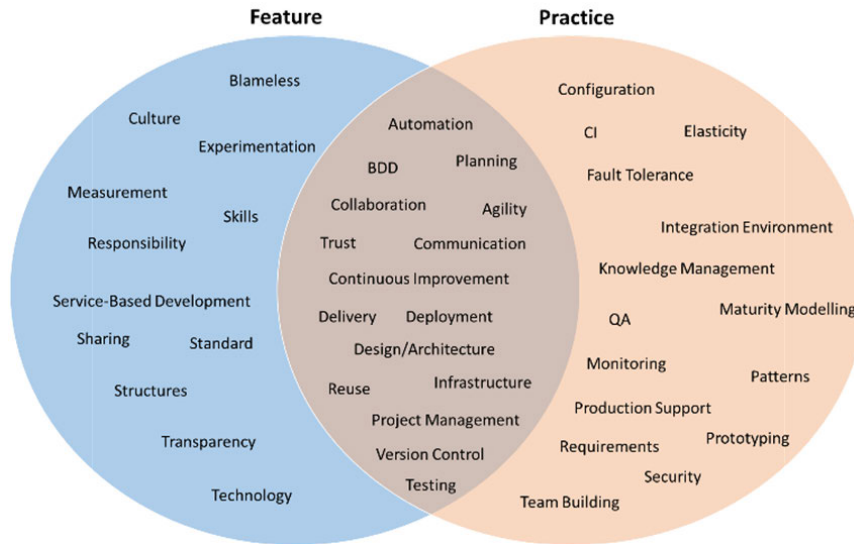 Feature
Practice
Blameless
Culture
Experimentation
Measurement
Skills
Responsibility
Service-Based Development
Sharing
Standard
Structures
Transparency
Technology
Automation
BDD
Planning
Collaboration
Agility
Trust
Communication
Continuous Improvement
Delivery
Deployment
Design/Architecture
Reuse
Infrastructure
Project Management
Version Control
Testing
Configuration
CI
Elasticity
Fault Tolerance
Integration Environment
Knowledge Management
Maturity Modelling
QA
Monitoring
Patterns
Production Support
Requirements
Prototyping
Security
Team Building